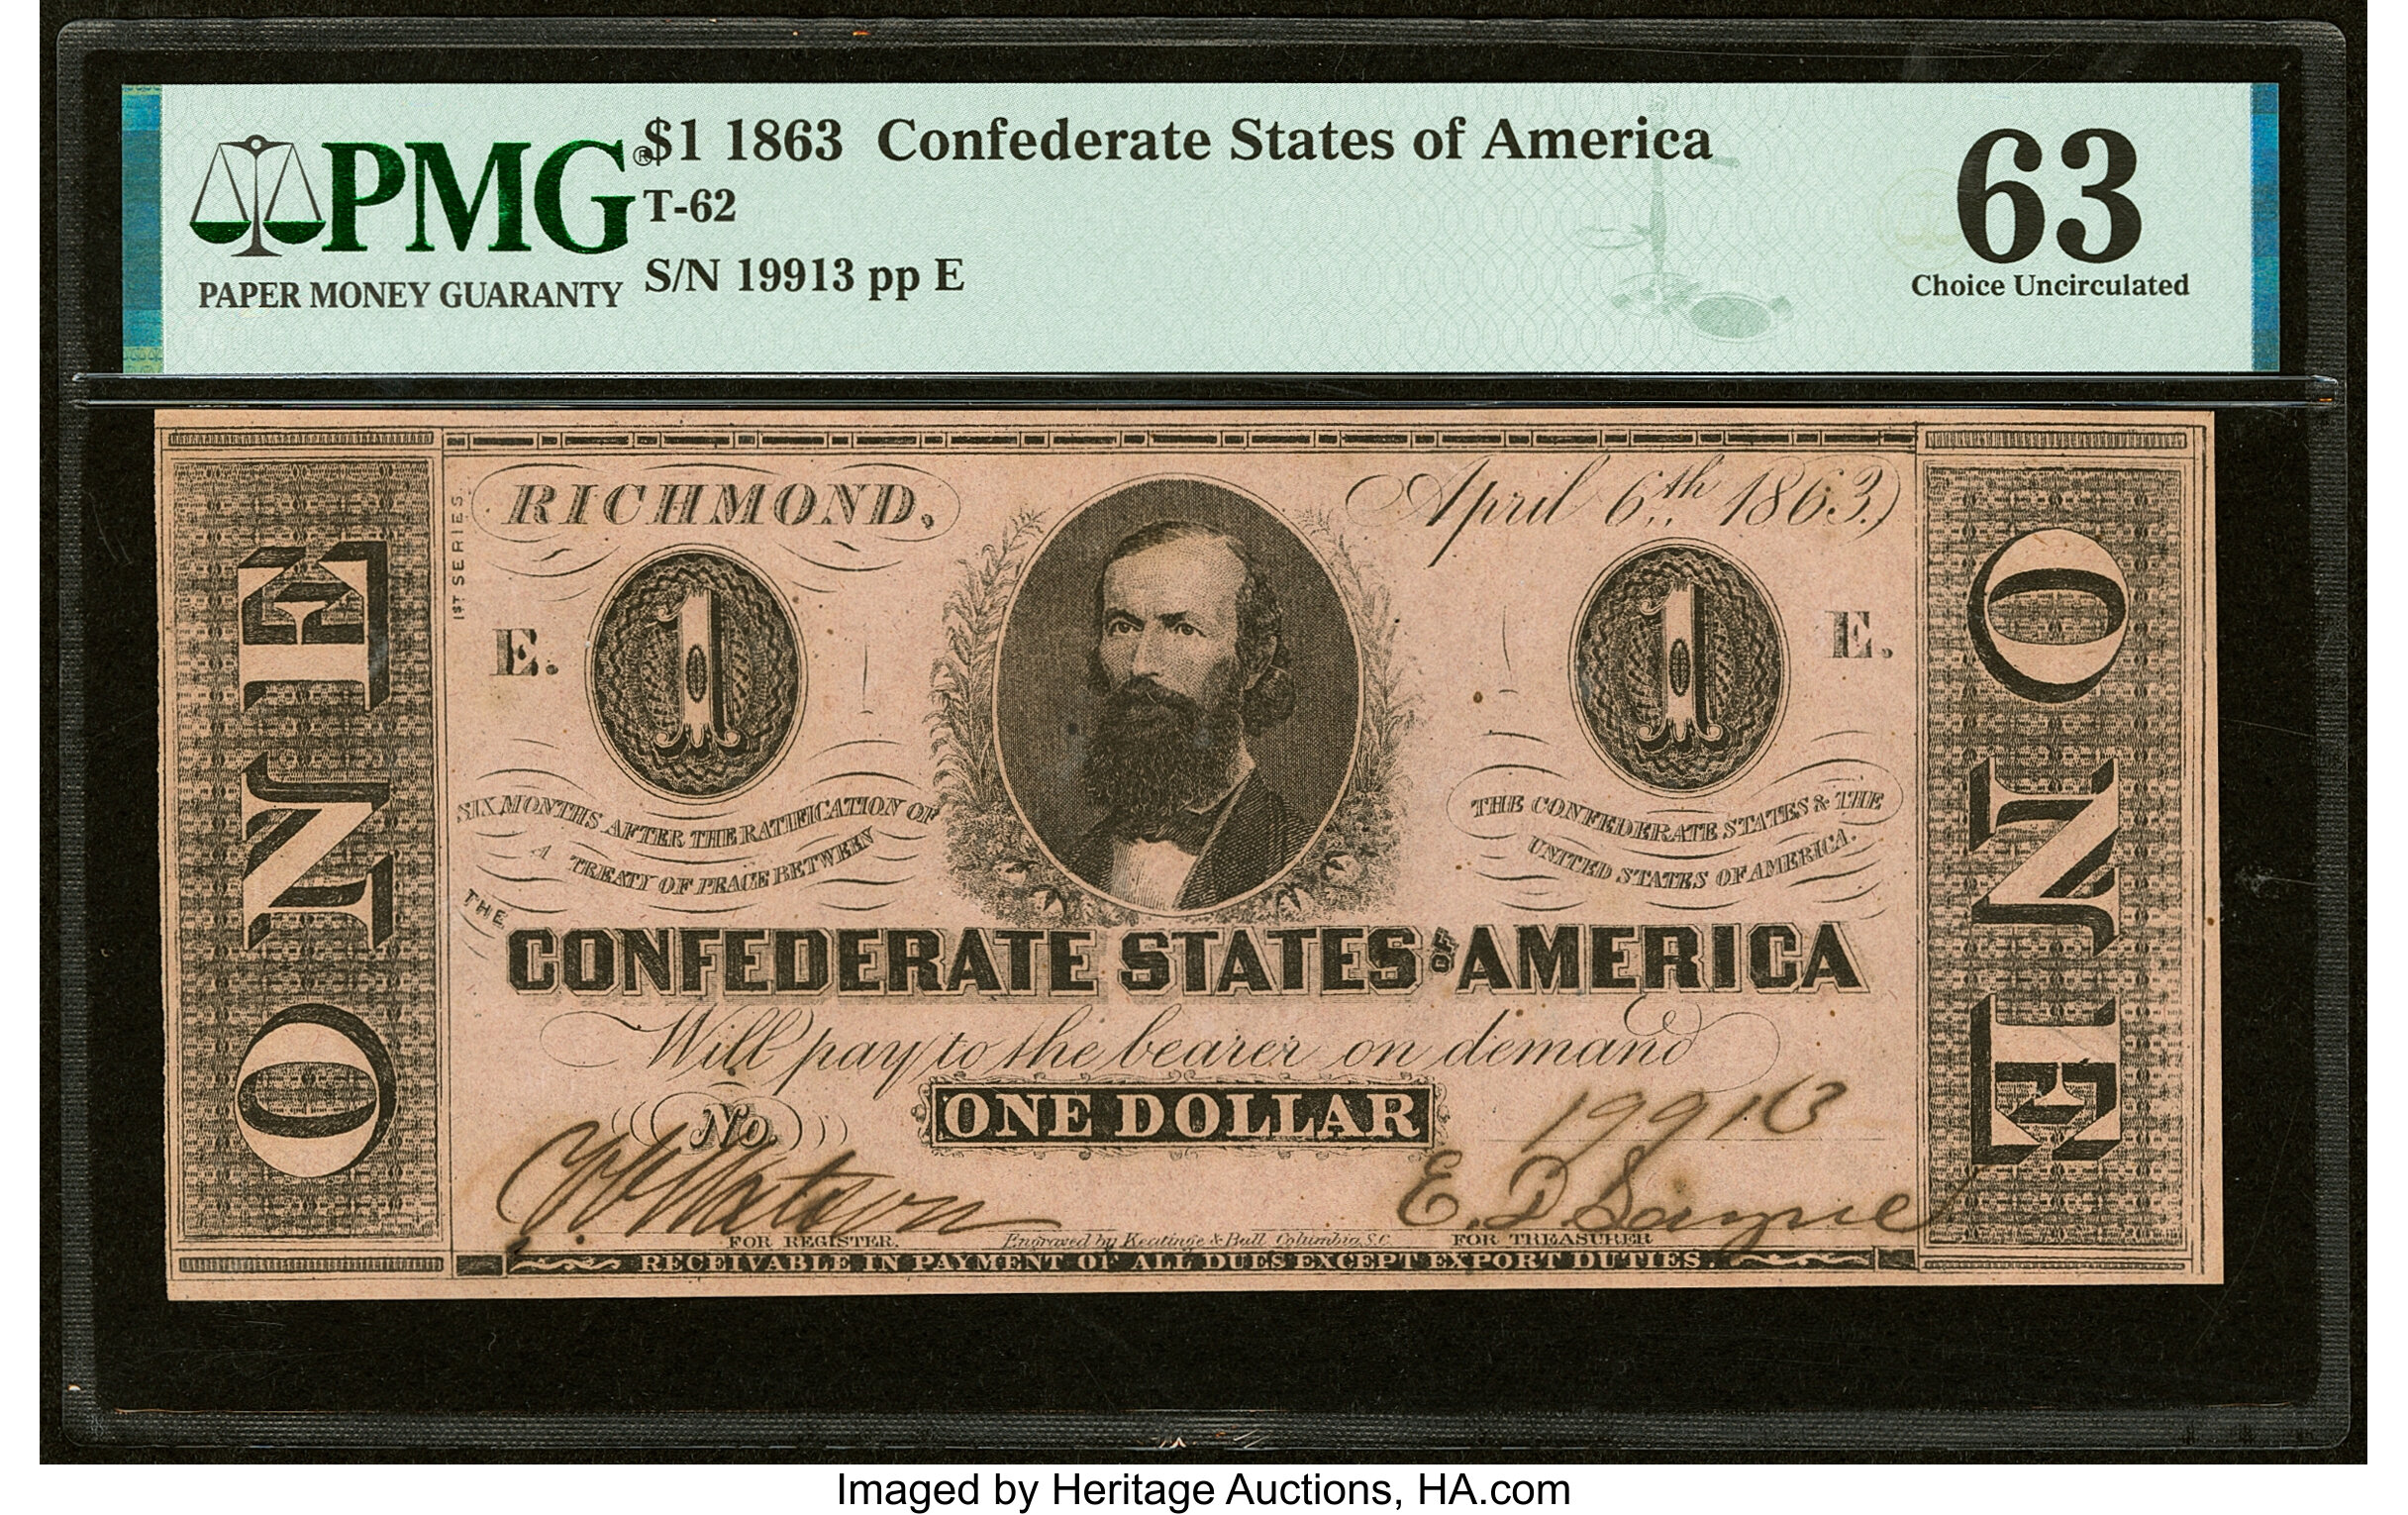 PMG®
PAPER MONEY GUARANTY
$1 1863 Confederate States of America
T-62
S/N 19913 pp E
63
Choice Uncirculated
ONE
1ST SERIES.
RICHMOND,
April 6th 1863.
E.
1
1
E.
ONE
SIX MONTHS AFTER THE RATIFICATION OF
A TREATY OF PEACE BETWEEN
THE CONFEDERATE STATES & THE
UNITED STATES OF AMERICA.
THE
CONFEDERATE STATES OF AMERICA
Will pay to the bearer on demand
No.
ONE DOLLAR
19913
Watson
E. D. Sayne
FOR REGISTER.
Engraved by Keatinge & Ball, Columbia, S.C.
FOR TREASURER
RECEIVABLE IN PAYMENT OF ALL DUES EXCEPT EXPORT DUTIES.
Imaged by Heritage Auctions, HA.com